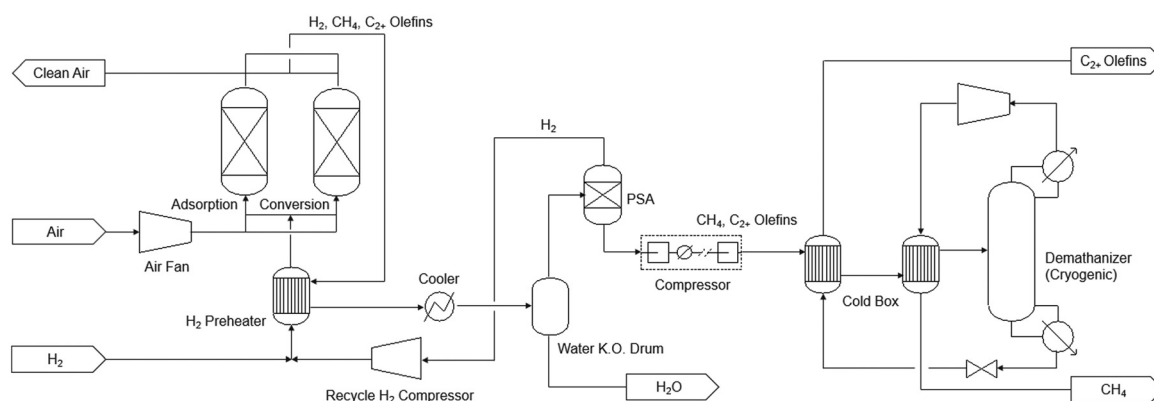 H₂, CH₄, C₂₊ Olefins
Clean Air
C₂₊ Olefins
H₂
Adsorption
Conversion
PSA
Air
Air Fan
CH₄, C₂₊ Olefins
Compressor
Cooler
Cold Box
Demathanizer
(Cryogenic)
H₂ Preheater
Water K.O. Drum
H₂
Recycle H₂ Compressor
H₂O
CH₄